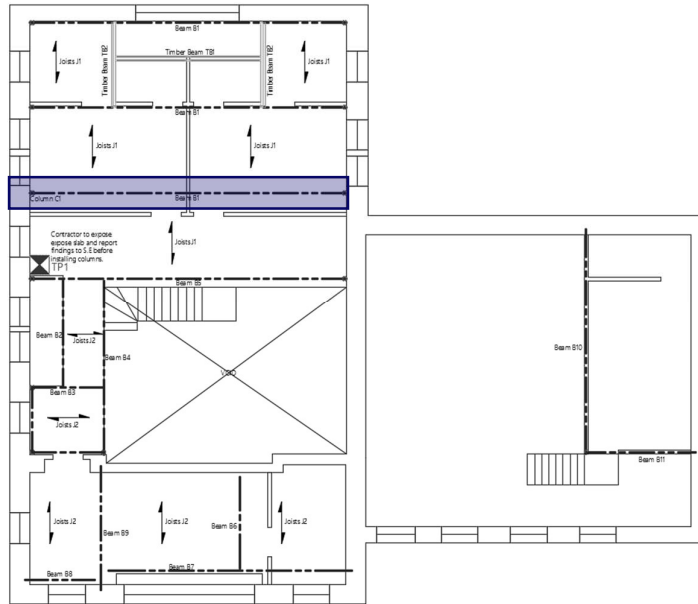 Beam B1
Timber Beam TB2
Timber Beam TB1
Timber Beam TB2
Joists J1
Joists J1
Beam B1
Joists J1
Joists J1
Column C1
Beam B1
Contractor to expose
expose slab and report
findings to S.E before
installing columns.
TP1
Joists J1
Beam B5
Beam B2
Joists J2
Beam B4
Beam B10
VOID
Beam B3
Joists J2
Beam B11
Joists J2
Beam B9
Joists J2
Beam B6
Joists J2
Beam B7
Beam B8